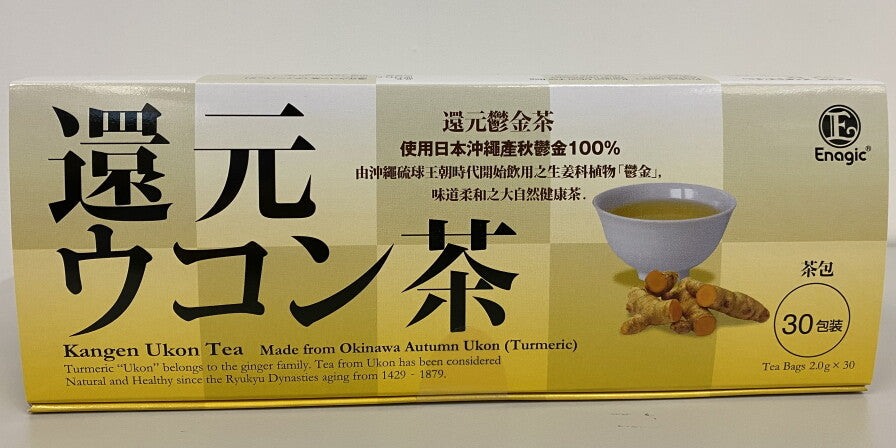 還元
ウコン茶
Kangen Ukon Tea Made from Okinawa Autumn Ukon (Turmeric)
Turmeric “Ukon” belongs to the ginger family. Tea from Ukon has been considered
Natural and Healthy since the Ryukyu Dynasties aging from 1429 - 1879.
還元鬱金茶
使用日本沖繩產秋鬱金100%
由沖繩琉球王朝時代開始飲用之生姜科植物「鬱金」,
味道柔和之大自然健康茶.
E
Enagic®
茶包
30包装
Tea Bags 2.0g×30